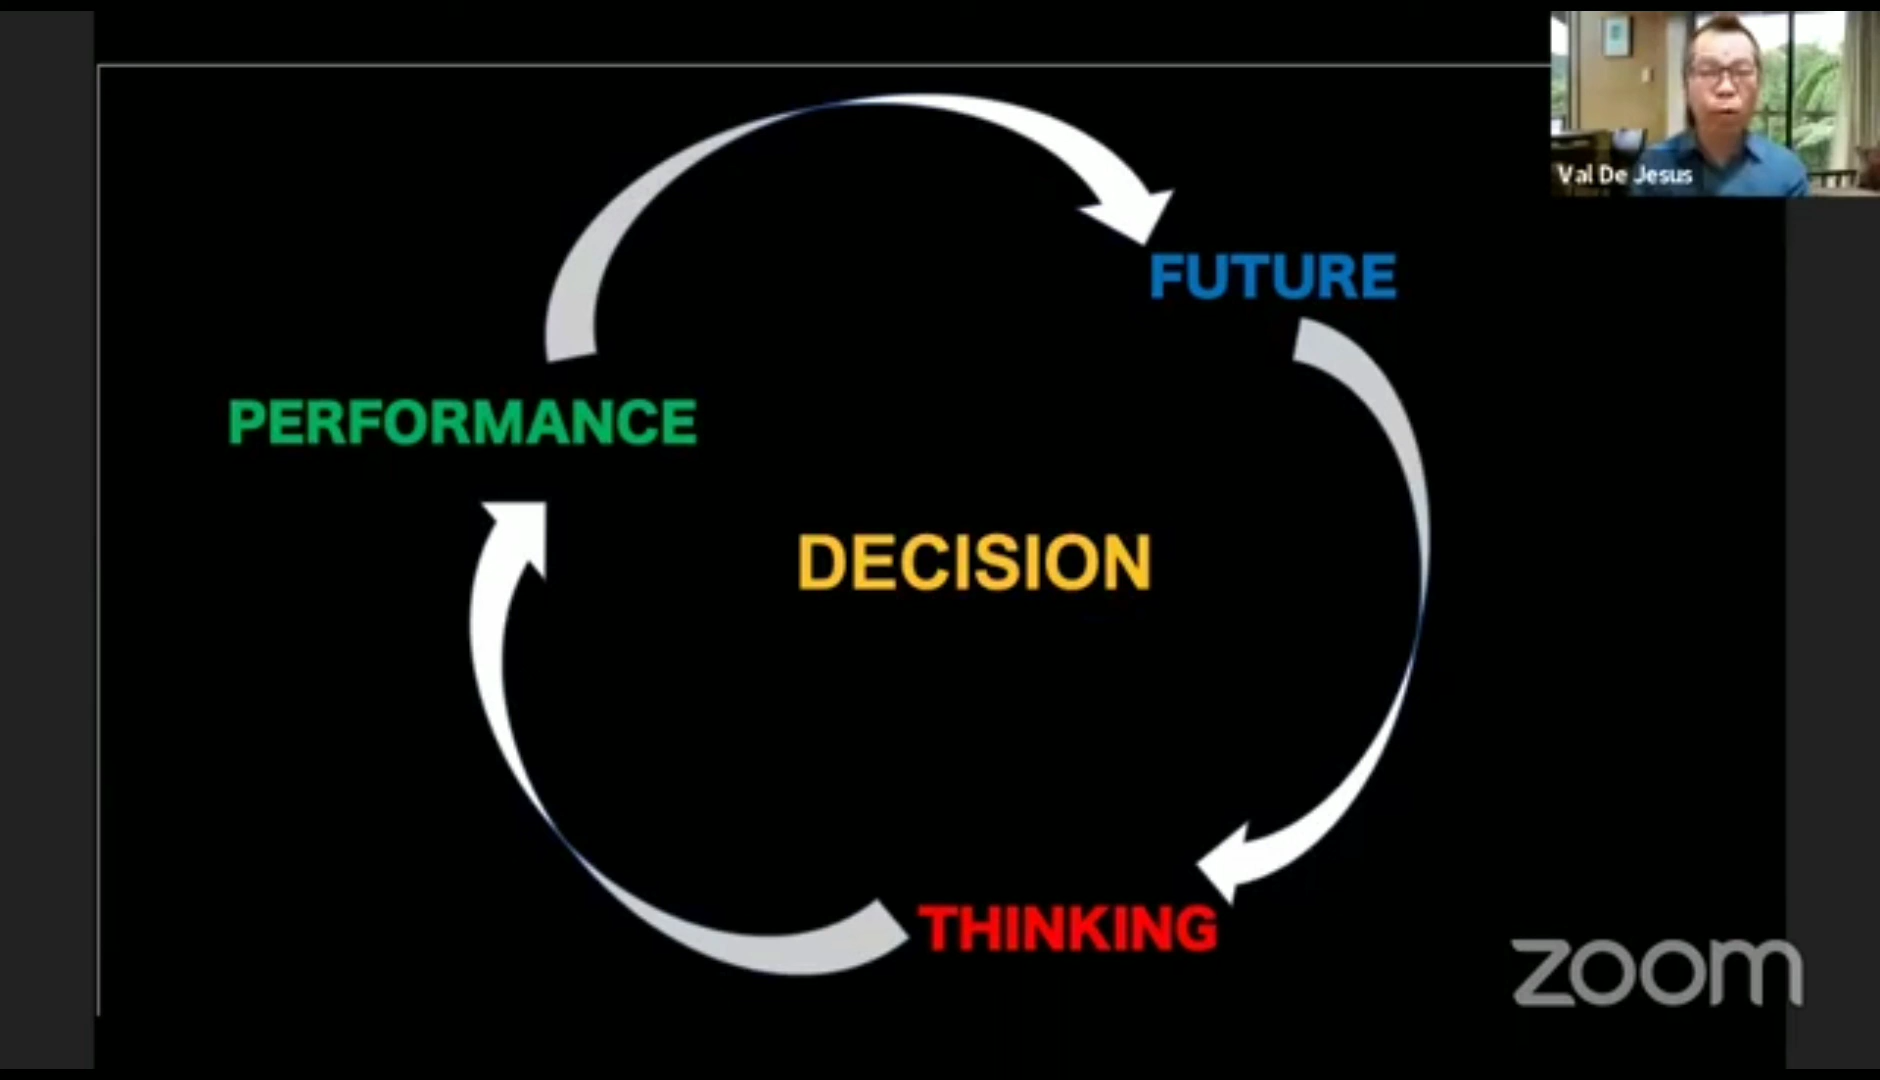 Val De Jesus
FUTURE
PERFORMANCE
DECISION
THINKING
zoom